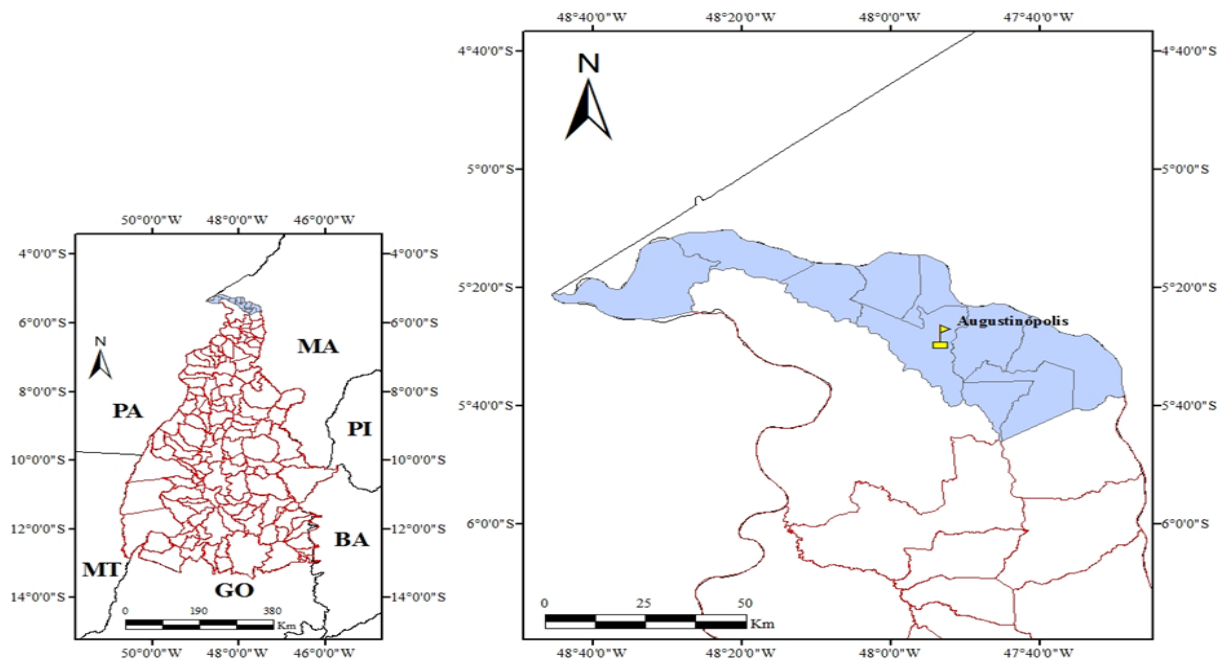 50°0'0"W 48°0'0"W 46°0'0"W
4°0'0"S
6°0'0"S
8°0'0"S
10°0'0"S
12°0'0"S
14°0'0"S
N
MA
PA
PI
BA
MT
GO
0 190 380
Km
50°0'0"W 48°0'0"W 46°0'0"W
4°0'0"S
6°0'0"S
8°0'0"S
10°0'0"S
12°0'0"S
14°0'0"S
48°40'0"W 48°20'0"W 48°0'0"W 47°40'0"W
4°40'0"S
5°0'0"S
5°20'0"S
5°40'0"S
6°0'0"S
N
Augustinópolis
0 25 50
Km
48°40'0"W 48°20'0"W 48°0'0"W 47°40'0"W
4°40'0"S
5°0'0"S
5°20'0"S
5°40'0"S
6°0'0"S